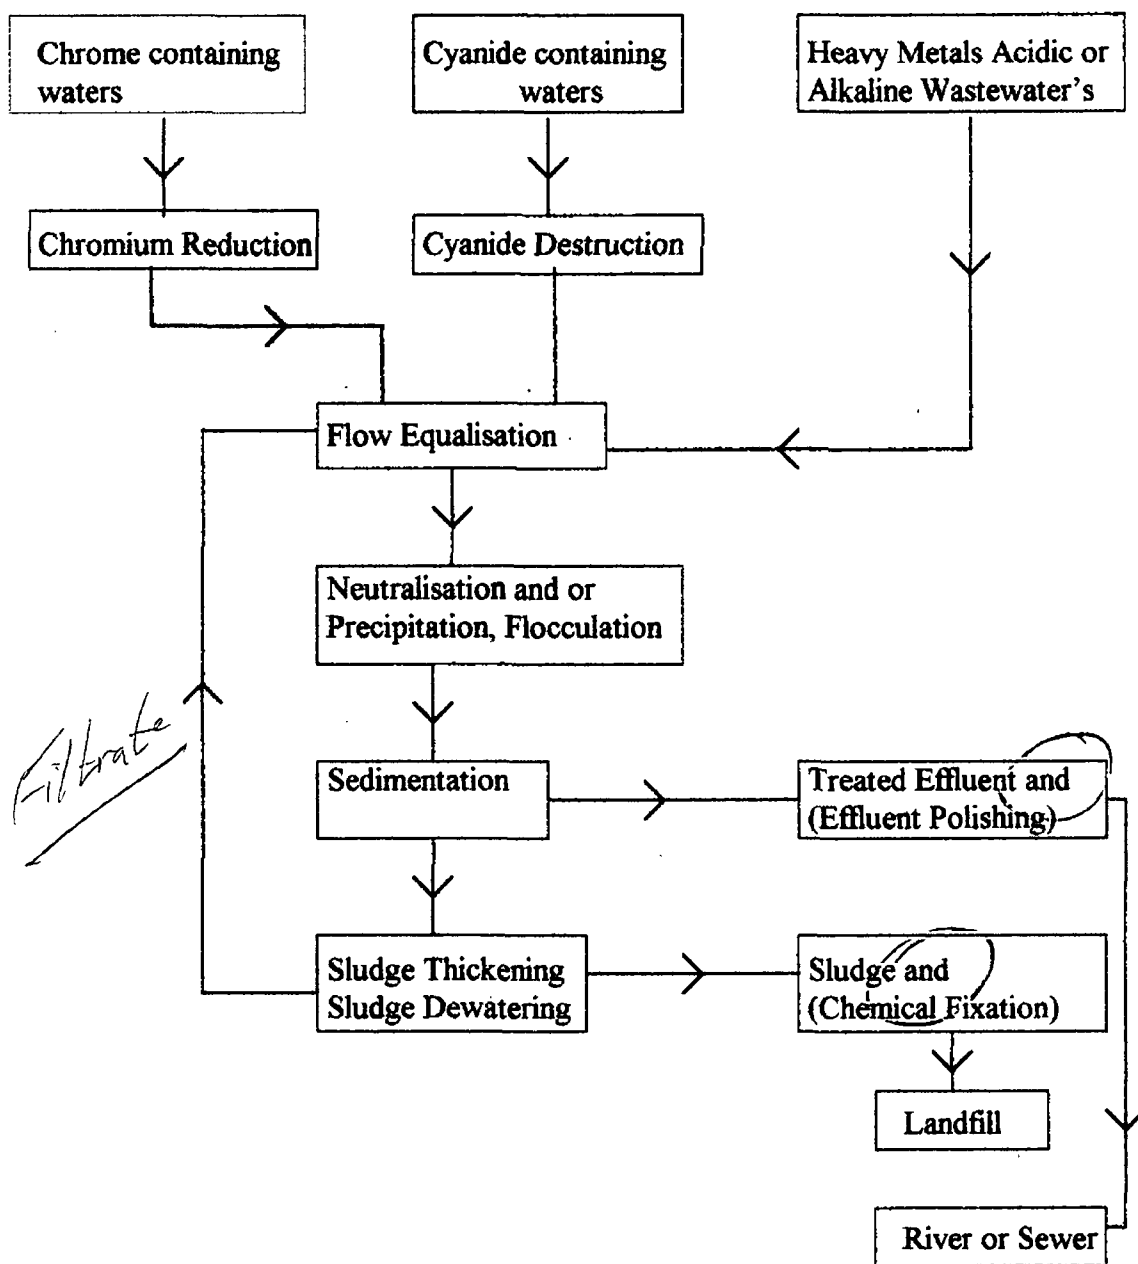 Chrome containing
waters
Cyanide containing
waters
Heavy Metals Acidic or
Alkaline Wastewater's
Chromium Reduction
Cyanide Destruction
Flow Equalisation
Neutralisation and or
Precipitation, Flocculation
Filtrate
Sedimentation
Treated Effluent and
(Effluent Polishing)
Sludge Thickening
Sludge Dewatering
Sludge and
(Chemical Fixation)
Landfill
River or Sewer